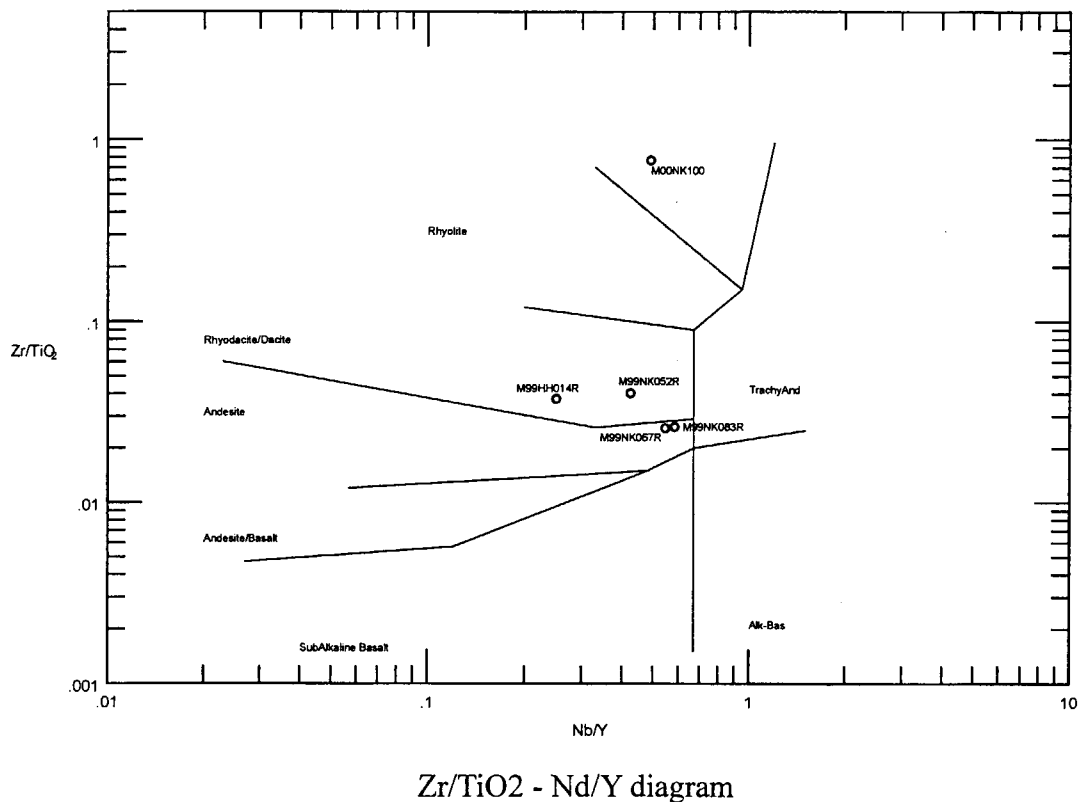 1
M00NK100
Rhyolite
.1
Rhyodacite/Dacite
Zr/TiO2
M99HH014R
M99NK052R
TrachyAnd
Andesite
M99NK067R
M99NK083R
.01
Andesite/Basalt
Alk-Bas
SubAlkaline Basalt
.001
.01
.1
1
10
Nb/Y
Zr/TiO2 - Nd/Y diagram